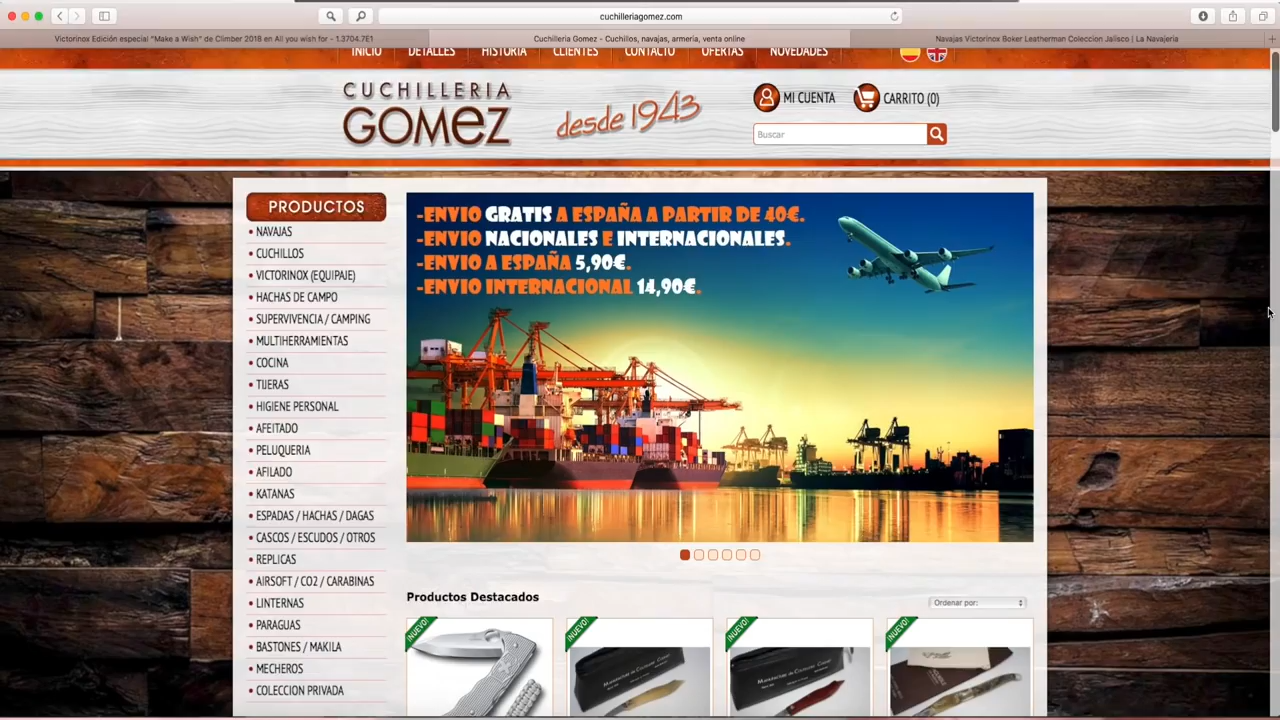 cuchilleriagomez.com
Victorinox Edición especial "Make a Wish" de Climber 2018 en All you wish for - 1.3704.7E1
Cuchilleria Gomez - Cuchillos, navajas, armeria, venta online
Navajas Victorinox Boker Leatherman Coleccion Jalisco | La Navajeria
INICIO DETALLES HISTORIA CLIENTES CONTACTO OFERTAS NOVEDADES
CUCHILLERIA
GOMEZ
desde 1943
MI CUENTA
CARRITO (0)
Buscar
PRODUCTOS
• NAVAJAS
• CUCHILLOS
• VICTORINOX (EQUIPAJE)
• HACHAS DE CAMPO
• SUPERVIVENCIA / CAMPING
• MULTIHERRAMIENTAS
• COCINA
• TIJERAS
• HIGIENE PERSONAL
• AFEITADO
• PELUQUERIA
• AFILADO
• KATANAS
• ESPADAS / HACHAS / DAGAS
• CASCOS / ESCUDOS / OTROS
• REPLICAS
• AIRSOFT / CO2 / CARABINAS
• LINTERNAS
• PARAGUAS
• BASTONES / MAKILA
• MECHEROS
• COLECCION PRIVADA
-ENVIO GRATIS A ESPAÑA A PARTIR DE 40€.
-ENVIO NACIONALES E INTERNACIONALES.
-ENVIO A ESPAÑA 5,90€.
-ENVIO INTERNACIONAL 14,90€.
Productos Destacados
Ordenar por:
¡NUEVO!
¡NUEVO!
¡NUEVO!
¡NUEVO!